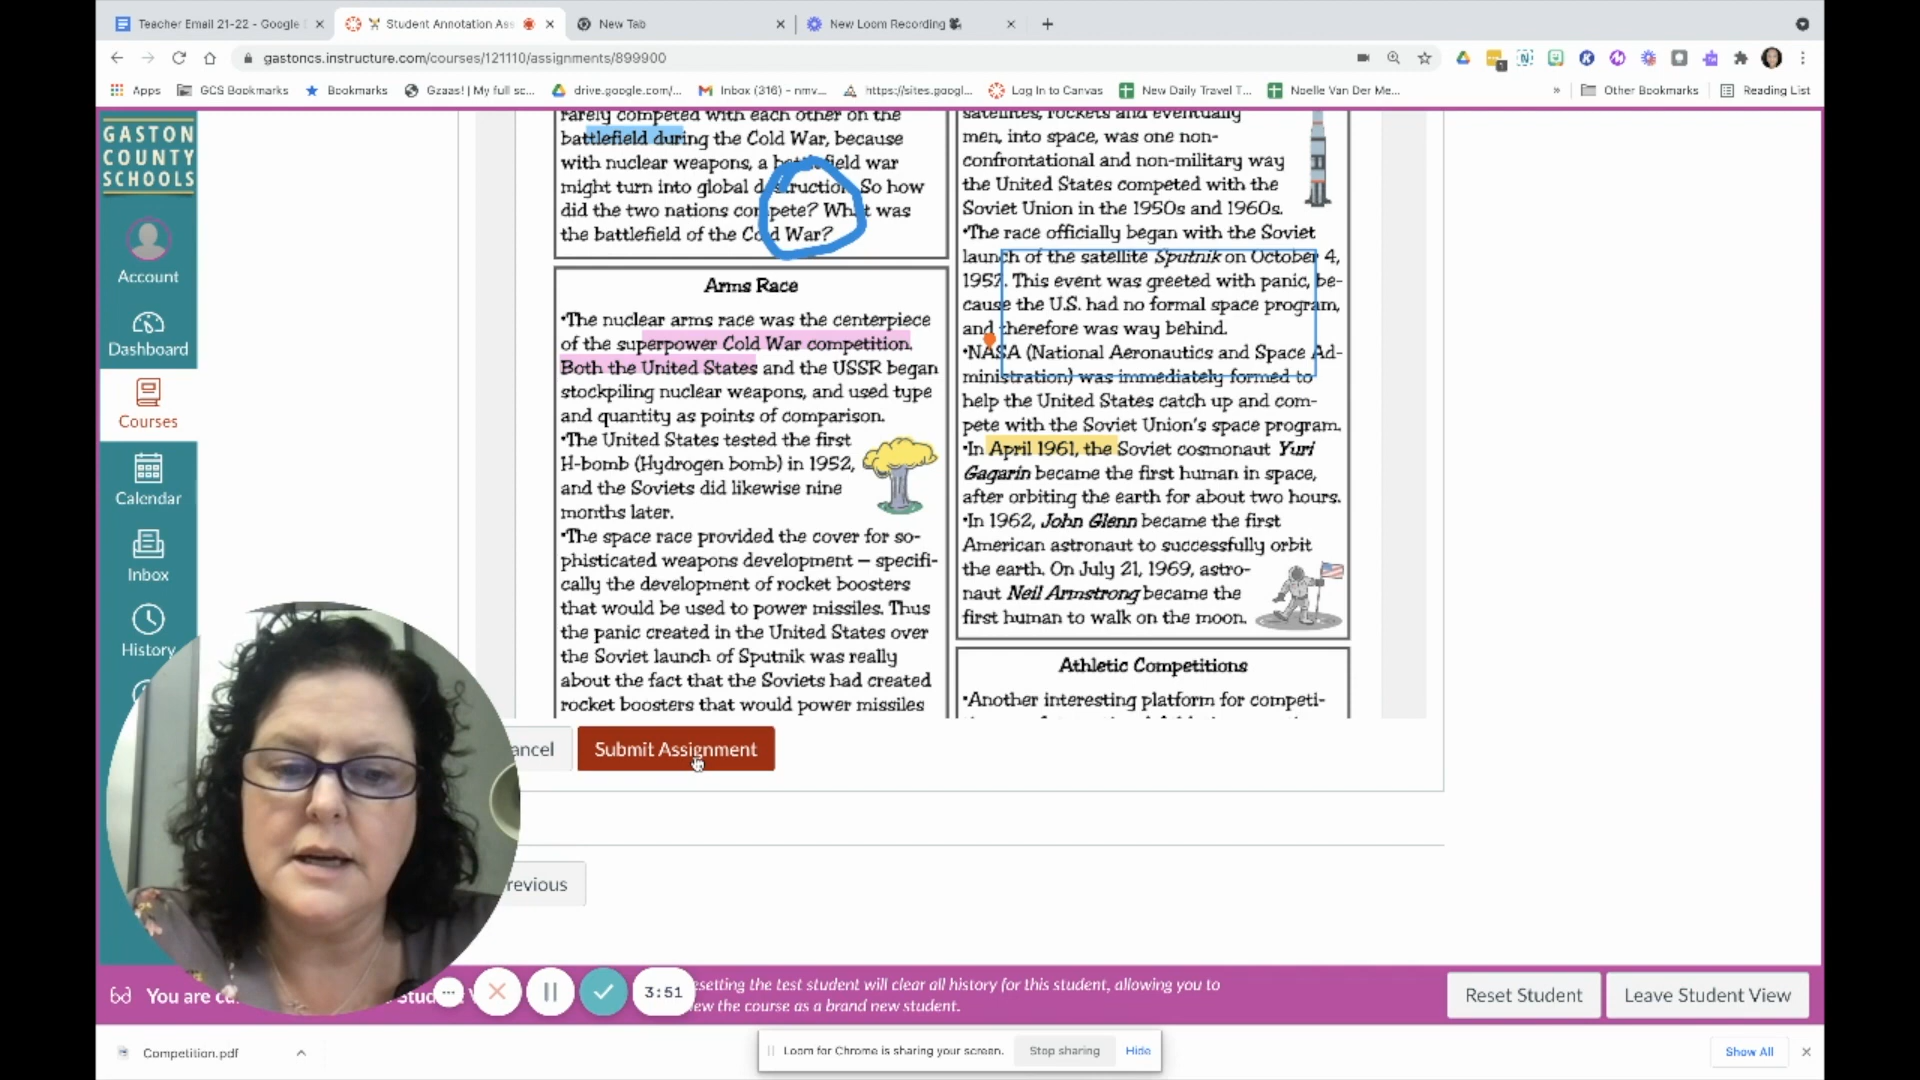 Teacher Email 21-22 - Google
Student Annotation Ass
New Tab
New Loom Recording
gastoncs.instructure.com/courses/121110/assignments/899900
Apps
GCS Bookmarks
Bookmarks
Gzaas! | My full sc...
drive.google.com/...
Inbox (316) - nmv...
https://sites.googl...
Log In to Canvas
New Daily Travel T...
Noelle Van Der Me...
»
Other Bookmarks
Reading List
GASTON
COUNTY
SCHOOLS
Account
Dashboard
Courses
Calendar
Inbox
History
rarely competed with each other on the
battlefield during the Cold War, because
with nuclear weapons, a battlefield war
might turn into global destruction. So how
did the two nations compete? What was
the battlefield of the Cold War?
Arms Race
•The nuclear arms race was the centerpiece
of the superpower Cold War competition.
Both the United States and the USSR began
stockpiling nuclear weapons, and used type
and quantity as points of comparison.
•The United States tested the first
H-bomb (Hydrogen bomb) in 1952,
and the Soviets did likewise nine
months later.
•The space race provided the cover for so-
phisticated weapons development – specifi-
cally the development of rocket boosters
that would be used to power missiles. Thus
the panic created in the United States over
the Soviet launch of Sputnik was really
about the fact that the Soviets had created
rocket boosters that would power missiles
satellites, rockets and eventually
men, into space, was one non-
confrontational and non-military way
the United States competed with the
Soviet Union in the 1950s and 1960s.
•The race officially began with the Soviet
launch of the satellite Sputnik on October 4,
1957. This event was greeted with panic, be-
cause the U.S. had no formal space program,
and therefore was way behind.
•NASA (National Aeronautics and Space Ad-
ministration) was immediately formed to
help the United States catch up and com-
pete with the Soviet Union's space program.
•In April 1961, the Soviet cosmonaut Yuri
Gagarin became the first human in space,
after orbiting the earth for about two hours.
•In 1962, John Glenn became the first
American astronaut to successfully orbit
the earth. On July 21, 1969, astro-
naut Neil Armstrong became the
first human to walk on the moon.
Athletic Competitions
•Another interesting platform for competi-
ancel
Submit Assignment
revious
You are cu
Stud
esetting the test student will clear all history for this student, allowing you to
ew the course as a brand new student.
3:51
Reset Student
Leave Student View
Competition.pdf
Loom for Chrome is sharing your screen.
Stop sharing
Hide
Show All